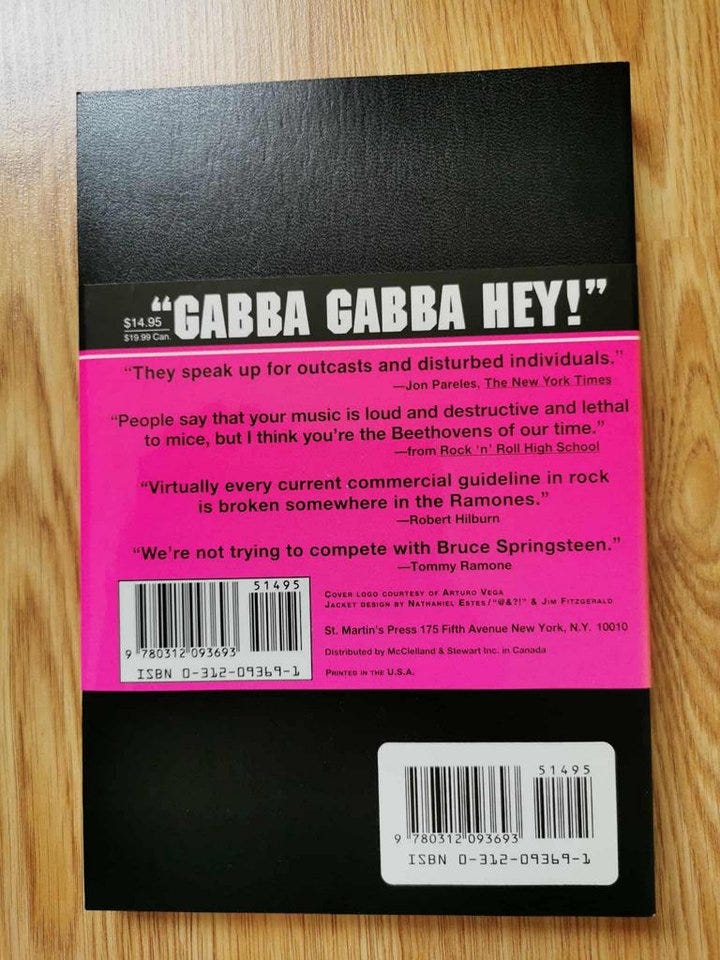 “GABBA GABBA HEY!”
$14.95
$19.99 Can.
“They speak up for outcasts and disturbed individuals.”
—Jon Pareles, The New York Times
“People say that your music is loud and destructive and lethal
to mice, but I think you’re the Beethovens of our time.”
—from Rock ’n’ Roll High School
“Virtually every current commercial guideline in rock
is broken somewhere in the Ramones.”
—Robert Hilburn
“We’re not trying to compete with Bruce Springsteen.”
—Tommy Ramone
51495
9 780312 093693
ISBN 0-312-09369-1
COVER LOGO COURTESY OF ARTURO VEGA
JACKET DESIGN BY NATHANIEL ESTES/“@&?!” & JIM FITZGERALD
St. Martin’s Press 175 Fifth Avenue New York, N.Y. 10010
Distributed by McClelland & Stewart Inc. in Canada
PRINTED IN THE U.S.A.
51495
9 780312 093693
ISBN 0-312-09369-1